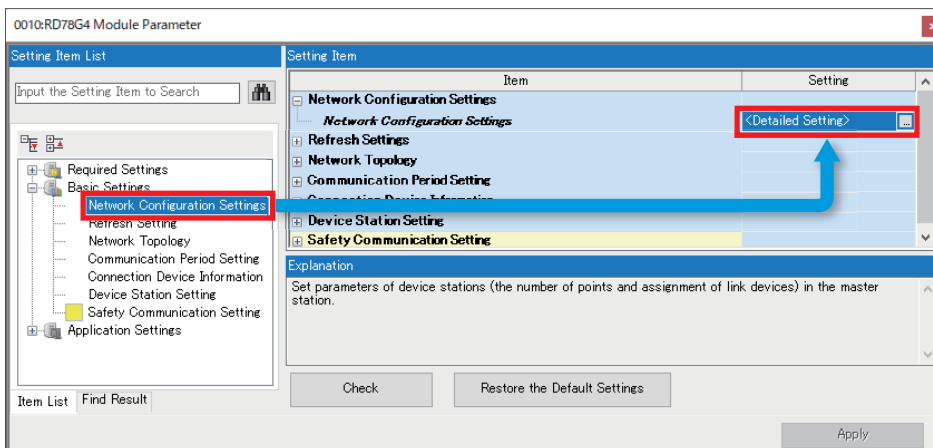 0010:RD78G4 Module Parameter
Setting Item List
Input the Setting Item to Search
Required Settings
Basic Settings
Network Configuration Settings
Refresh Setting
Network Topology
Communication Period Setting
Connection Device Information
Device Station Setting
Safety Communication Setting
Application Settings
Item List Find Result
Setting Item
Item Setting
Network Configuration Settings
Network Configuration Settings <Detailed Setting> ...
Refresh Settings
Network Topology
Communication Period Setting
Connection Device Information
Device Station Setting
Safety Communication Setting
Explanation
Set parameters of device stations (the number of points and assignment of link devices) in the master
station.
Check Restore the Default Settings
Apply